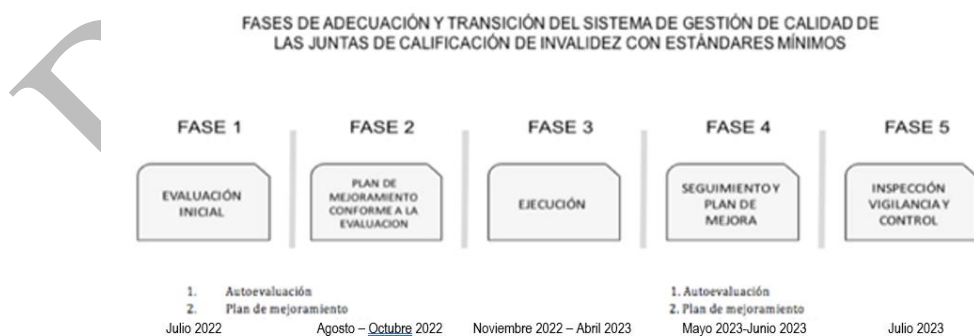 FASES DE ADECUACIÓN Y TRANSICIÓN DEL SISTEMA DE GESTIÓN DE CALIDAD DE
LAS JUNTAS DE CALIFICACIÓN DE INVALIDEZ CON ESTÁNDARES MÍNIMOS
FASE 1
EVALUACIÓN
INICIAL
FASE 2
PLAN DE
MEJORAMIENTO
CONFORME A LA
EVALUACION
FASE 3
EJECUCIÓN
FASE 4
SEGUIMIENTO Y
PLAN DE
MEJORA
FASE 5
INSPECCIÓN
VIGILANCIA Y
CONTROL
1. Autoevaluación
2. Plan de mejoramiento
1. Autoevaluación
2. Plan de mejoramiento
Julio 2022
Agosto – Octubre 2022
Noviembre 2022 – Abril 2023
Mayo 2023-Junio 2023
Julio 2023